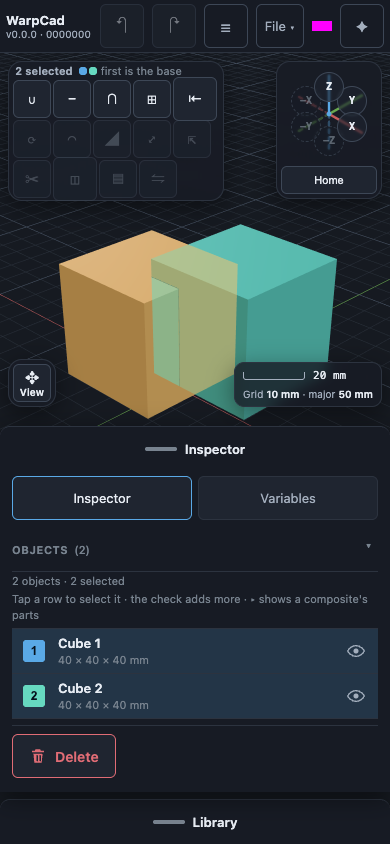 WarpCad
v0.0.0 · 0000000
File ▾
2 selected first is the base
Z
−X
Y
−Y
X
−Z
Home
View
20 mm
Grid 10 mm · major 50 mm
Inspector
Inspector
Variables
OBJECTS (2)
2 objects · 2 selected
Tap a row to select it · the check adds more · ▸ shows a composite's
parts
1 Cube 1
40 × 40 × 40 mm
2 Cube 2
40 × 40 × 40 mm
Delete
Library